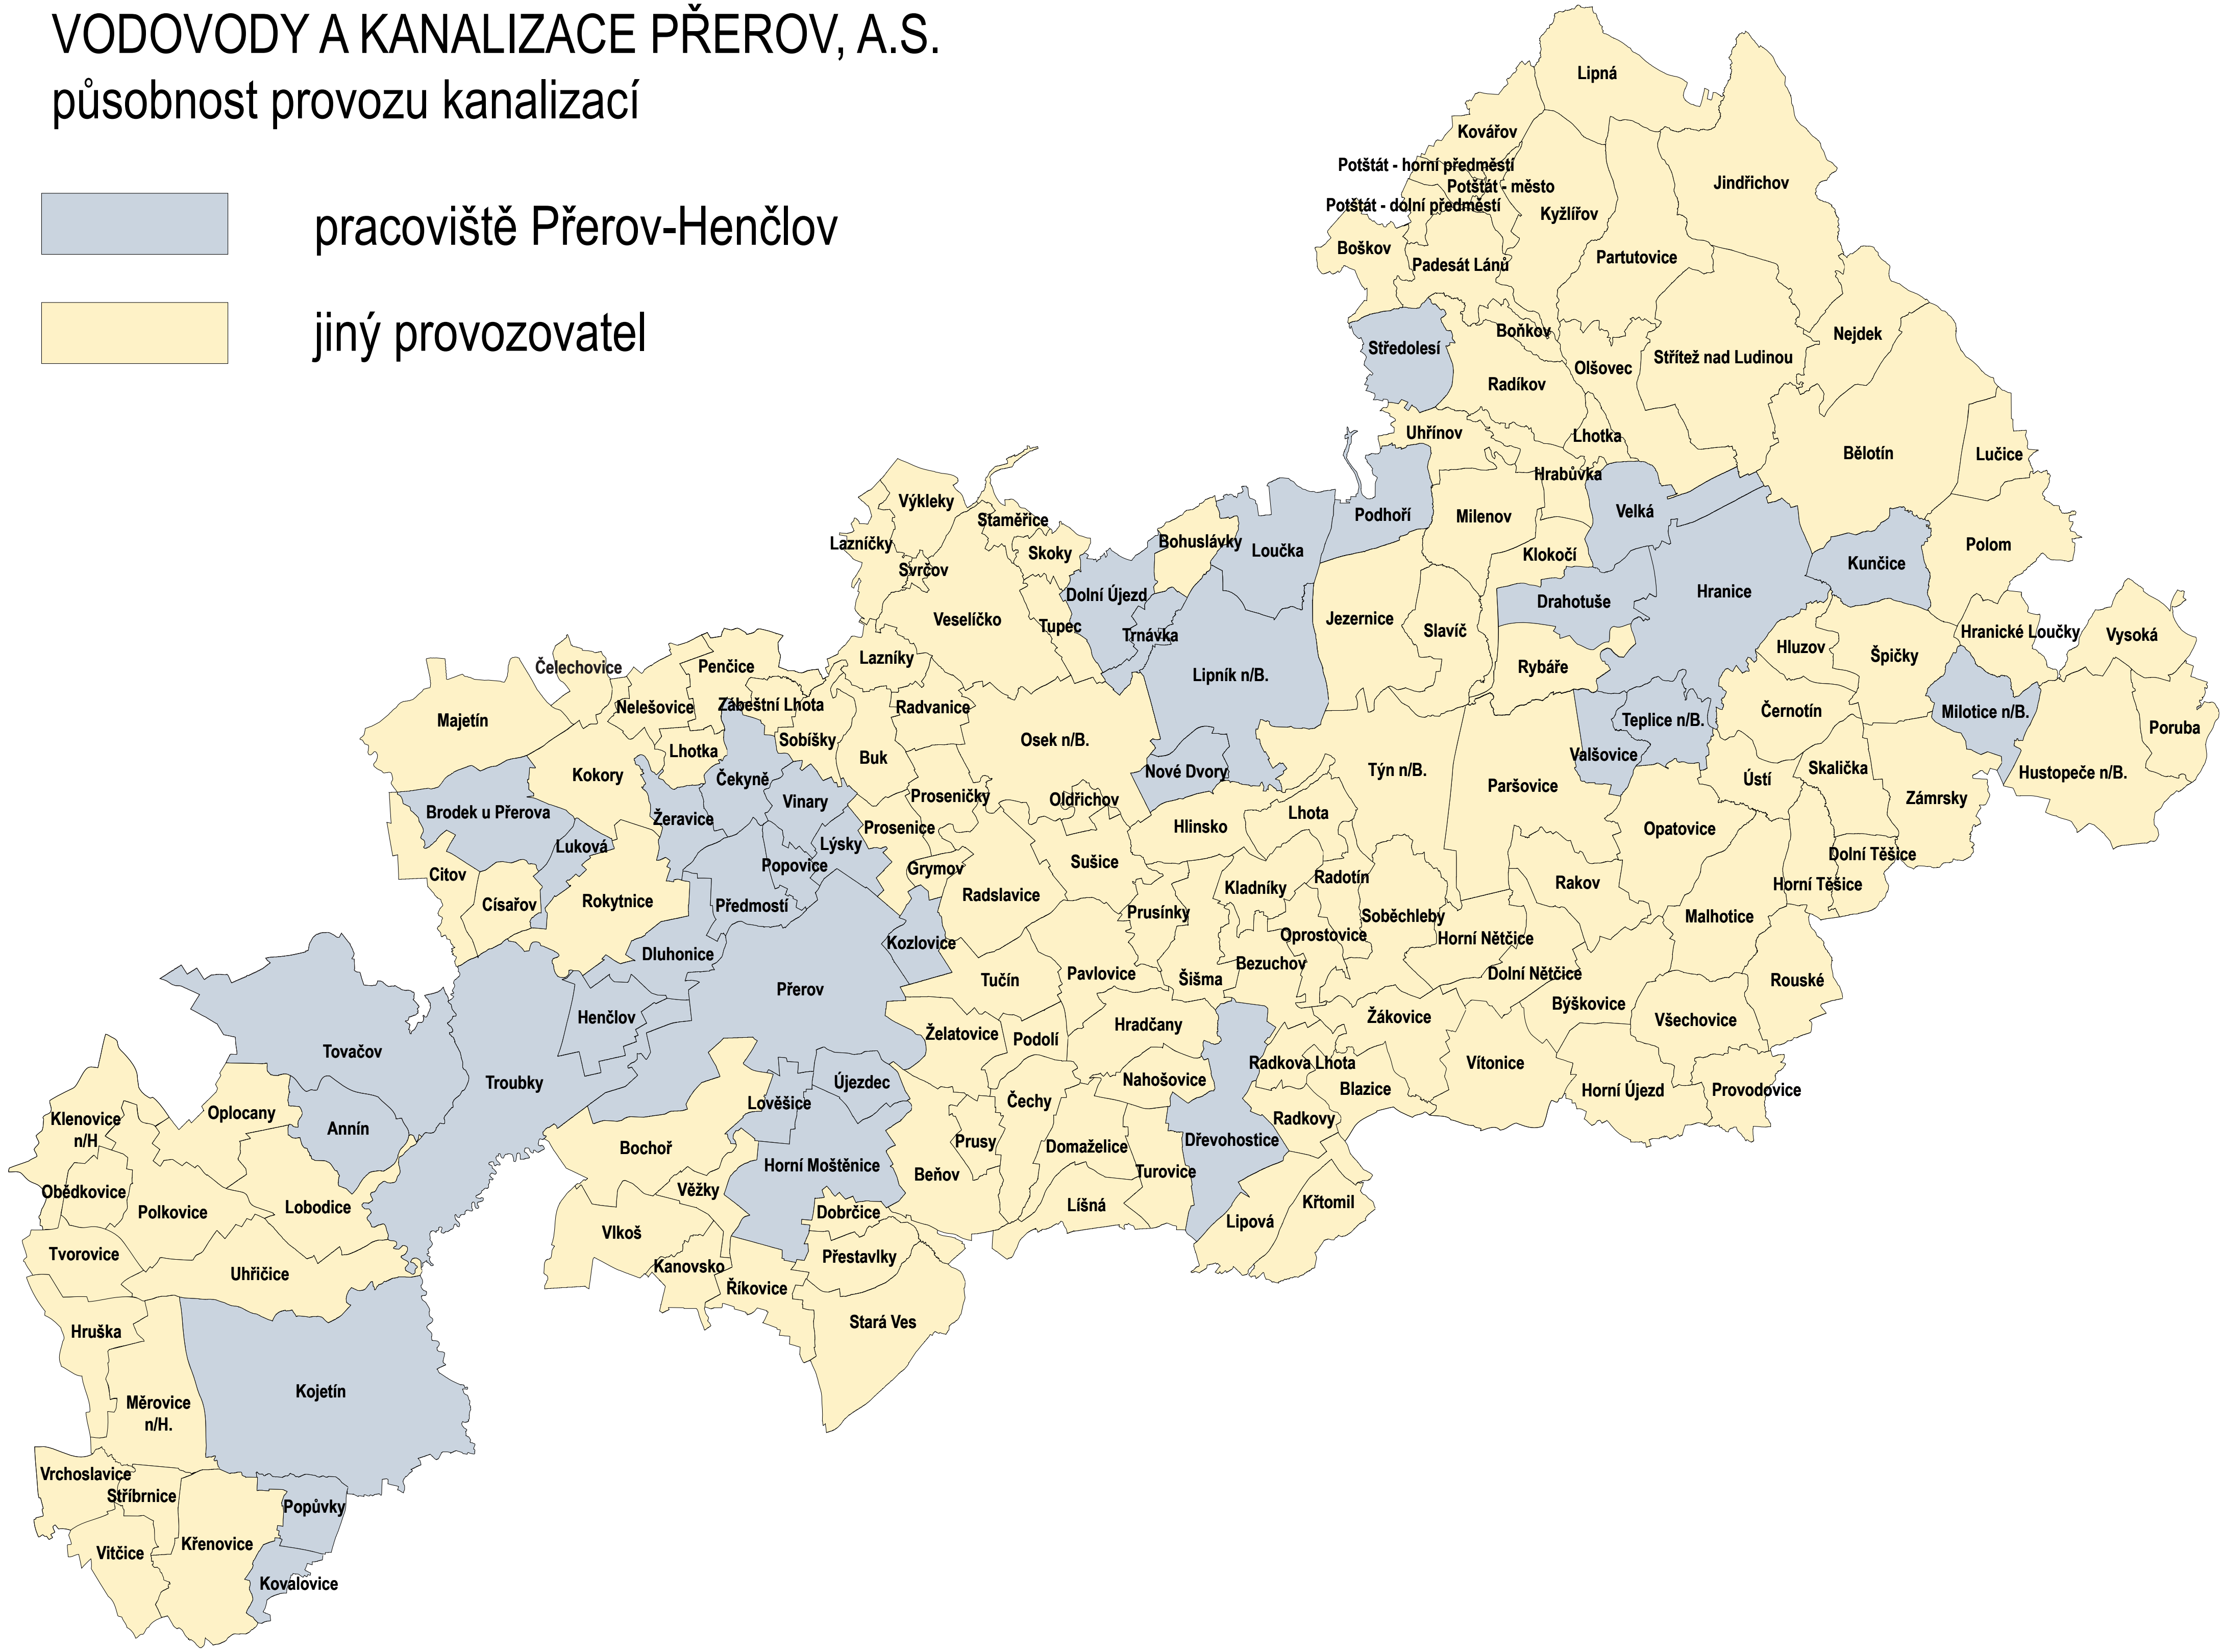 VODOVODY A KANALIZACE PŘEROV, A.S.
působnost provozu kanalizací
pracoviště Přerov-Henčlov
jiný provozovatel
Lipná
Kovářov
Potštát - horní předměstí
Potštát - město
Potštát - dolní předměstí
Kyžlířov
Jindřichov
Boškov
Padesát Lánů
Partutovice
Středolesí
Boňkov
Radíkov
Olšovec
Střítež nad Ludinou
Nejdek
Uhřínov
Lhotka
Bělotín
Lučice
Hrabůvka
Výkleky
Staměřice
Lazníčky
Skoky
Svrčov
Bohuslávky
Loučka
Podhoří
Milenov
Velká
Klokočí
Kunčice
Polom
Dolní Újezd
Veselíčko
Tupec
Trnávka
Jezernice
Slavíč
Drahotuše
Hranice
Hranické Loučky
Vysoká
Čelechovice
Penčice
Lazníky
Lipník n/B.
Rybáře
Hluzov
Špičky
Majetín
Nelešovice
Zábeštní Lhota
Radvanice
Teplice n/B.
Černotín
Milotice n/B.
Poruba
Lhotka
Sobíšky
Osek n/B.
Valšovice
Kokory
Čekyně
Buk
Nové Dvory
Týn n/B.
Paršovice
Ústí
Skalička
Hustopeče n/B.
Brodek u Přerova
Žeravice
Vinary
Proseničky
Oldřichov
Zámrsky
Luková
Lýsky
Prosenice
Hlinsko
Lhota
Opatovice
Citov
Popovice
Grymov
Sušice
Dolní Těšice
Císařov
Rokytnice
Předmostí
Radslavice
Kladníky
Radotín
Rakov
Horní Těšice
Prusínky
Soběchleby
Malhotice
Dluhonice
Kozlovice
Oprostovice
Horní Nětčice
Přerov
Tučín
Pavlovice
Šišma
Bezuchov
Dolní Nětčice
Rouské
Henčlov
Býškovice
Tovačov
Želatovice
Podolí
Hradčany
Žákovice
Všechovice
Troubky
Újezdec
Nahošovice
Radkova Lhota
Vítonice
Klenovice
n/H
Oplocany
Annín
Lověšice
Čechy
Blazice
Horní Újezd
Provodovice
Bochoř
Prusy
Domaželice
Dřevohostice
Radkovy
Horní Moštěnice
Beňov
Turovice
Obědkovice
Polkovice
Lobodice
Věžky
Dobrčice
Líšná
Lipová
Křtomil
Tvorovice
Vlkoš
Uhřičice
Kanovsko
Přestavlky
Říkovice
Hruška
Stará Ves
Kojetín
Měrovice
n/H.
Vrchoslavice
Stříbrnice
Popůvky
Vitčice
Křenovice
Kovalovice